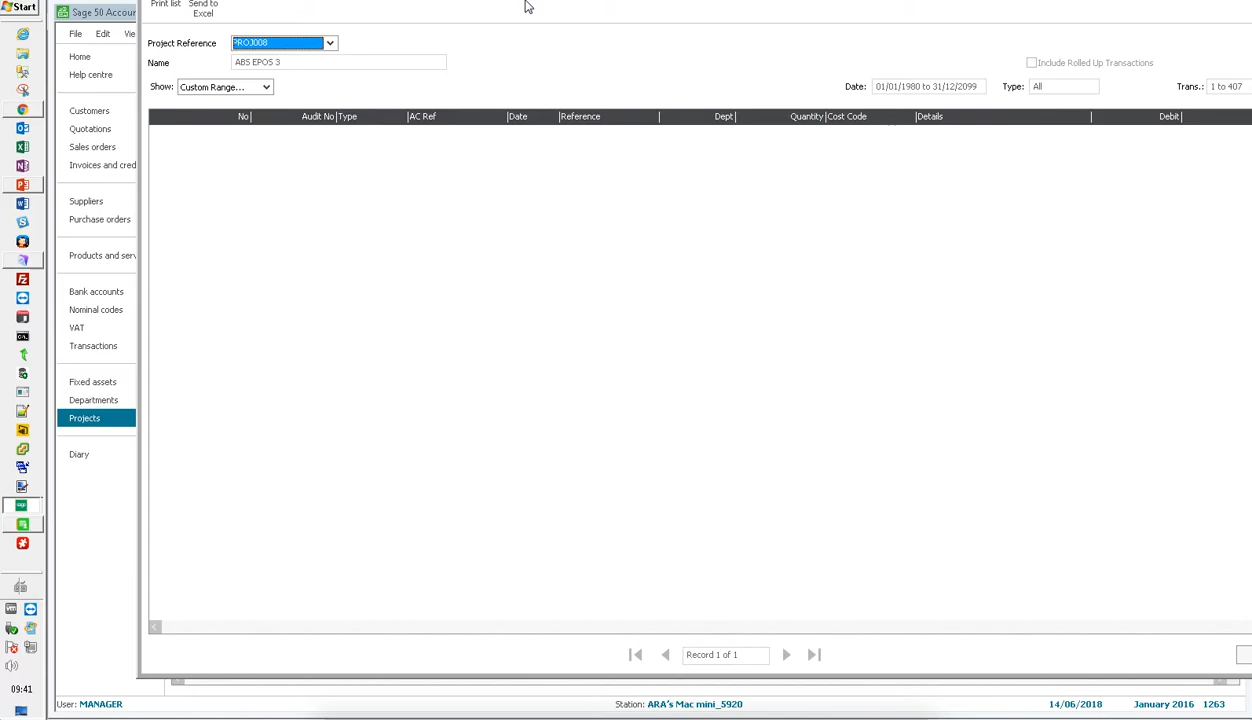 Start
Sage 50 Accou
Print list
Send to
Excel
File Edit Vie
Home
Help centre
Customers
Quotations
Sales orders
Invoices and cred
Suppliers
Purchase orders
Products and serv
Bank accounts
Nominal codes
VAT
Transactions
Fixed assets
Departments
Projects
Diary
Project Reference PROJ008
Name ABS EPOS 3
Include Rolled Up Transactions
Show: Custom Range... Date: 01/01/1980 to 31/12/2099 Type: All Trans.: 1 to 407
No Audit No Type AC Ref Date Reference Dept Quantity Cost Code Details Debit
Record 1 of 1
09:41
User: MANAGER Station: ARA's Mac mini_5920 14/06/2018 January 2016 1263